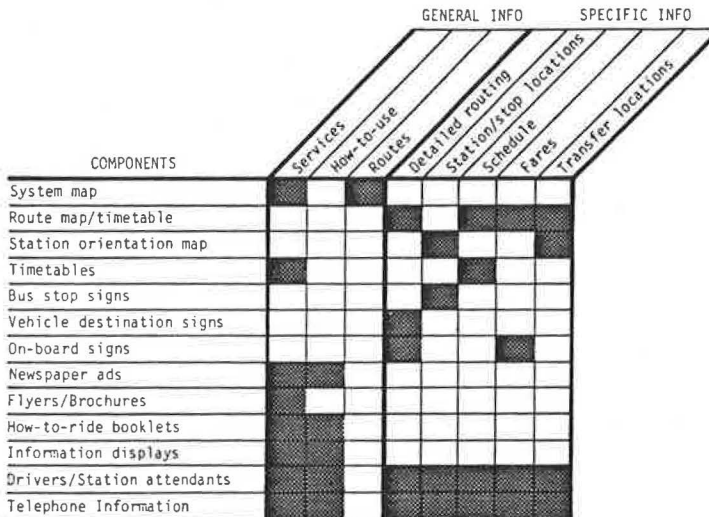 GENERAL INFO
SPECIFIC INFO
Services
How-to-use
Routes
Detailed routing
Station/stop locations
Schedule
Fares
Transfer locations
COMPONENTS
System map
Route map/timetable
Station orientation map
Timetables
Bus stop signs
Vehicle destination signs
On-board signs
Newspaper ads
Flyers/Brochures
How-to-ride booklets
Information displays
Drivers/Station attendants
Telephone Information